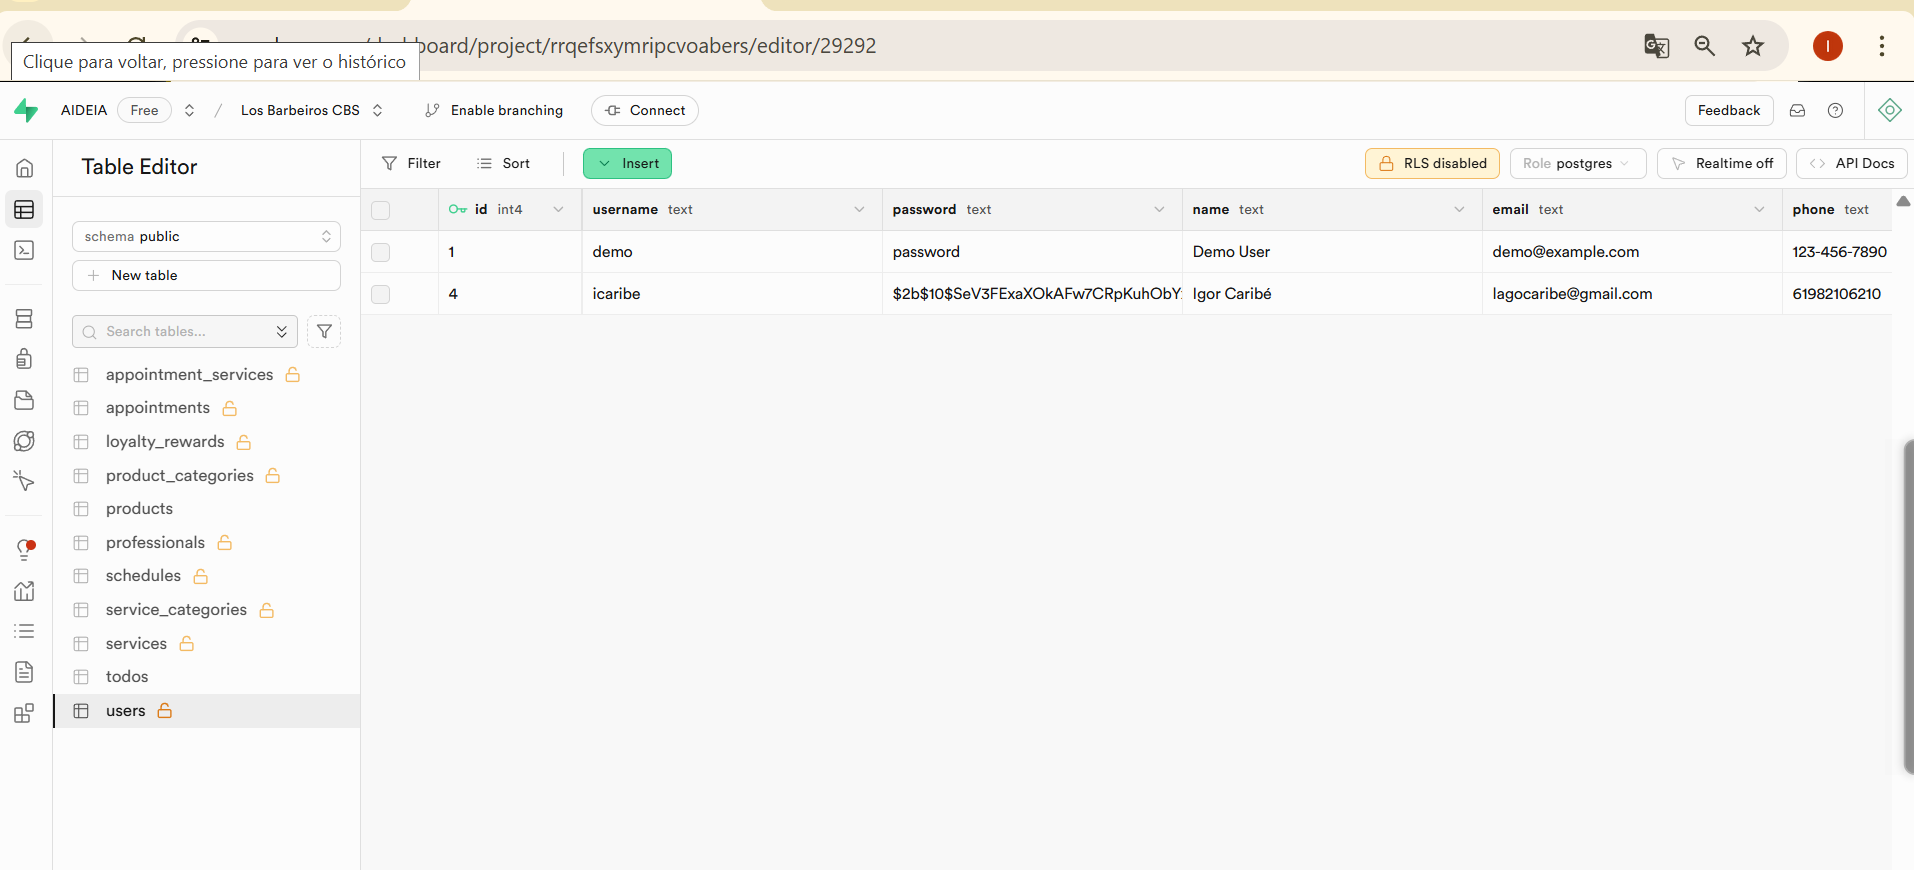 board/project/rrqefsxymripcvoabers/editor/29292
Clique para voltar, pressione para ver o histórico
I
AIDEIA Free / Los Barbeiros CBS Enable branching Connect Feedback
Table Editor
Filter Sort Insert RLS disabled Role postgres Realtime off API Docs
schema public
New table
Search tables...
appointment_services
appointments
loyalty_rewards
product_categories
products
professionals
schedules
service_categories
services
todos
users
id int4 username text password text name text email text phone text
1 demo password Demo User demo@example.com 123-456-7890
4 icaribe $2b$10$SeV3FExaXOkAFw7CRpKuhObY Igor Caribé lagocaribe@gmail.com 61982106210